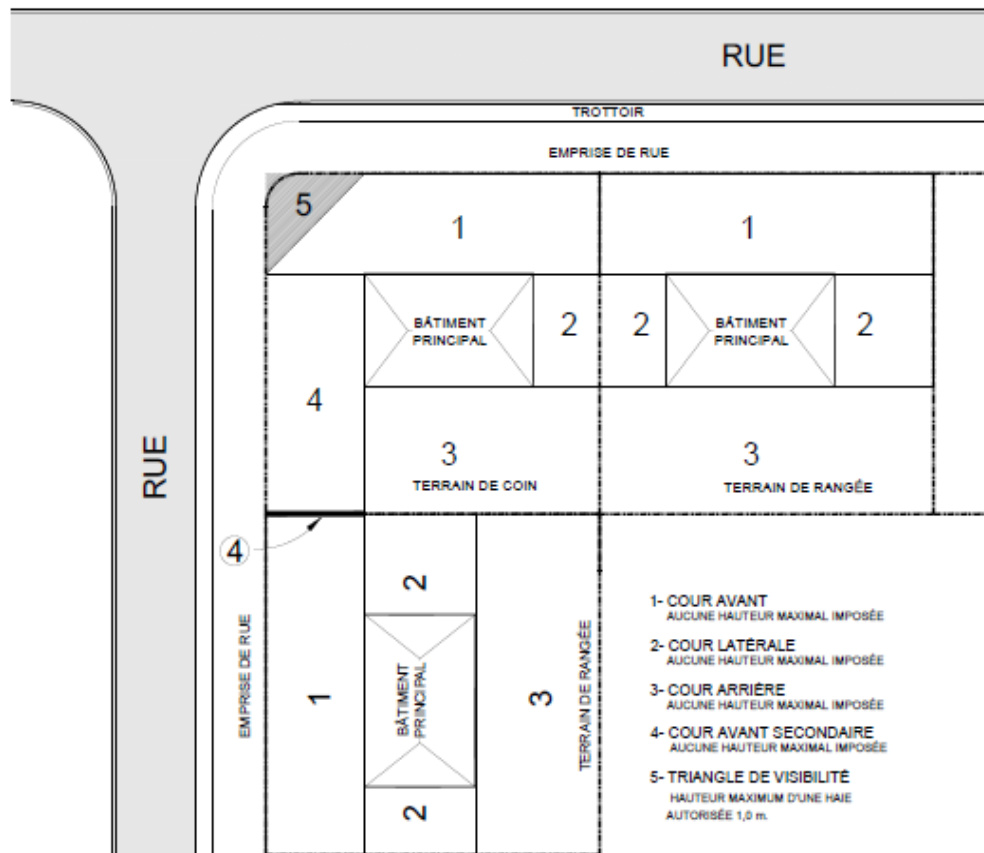 RUE
TROTTOIR
EMPRISE DE RUE
5
1
1
BÂTIMENT
PRINCIPAL
2
2
BÂTIMENT
PRINCIPAL
2
4
3
3
TERRAIN DE COIN
TERRAIN DE RANGÉE
RUE
4
2
EMPRISE DE RUE
1
BÂTIMENT
PRINCIPAL
3
TERRAIN DE RANGÉE
2
1- COUR AVANT
AUCUNE HAUTEUR MAXIMAL IMPOSÉE
2- COUR LATÉRALE
AUCUNE HAUTEUR MAXIMAL IMPOSÉE
3- COUR ARRIÈRE
AUCUNE HAUTEUR MAXIMAL IMPOSÉE
4- COUR AVANT SECONDAIRE
AUCUNE HAUTEUR MAXIMAL IMPOSÉE
5- TRIANGLE DE VISIBILITÉ
HAUTEUR MAXIMUM D'UNE HAIE
AUTORISÉE 1,0 m.